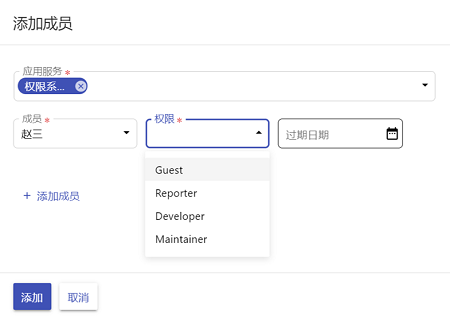 添加成员
应用服务 *
权限系...
成员 *
赵三
权限 *
过期日期
Guest
Reporter
Developer
Maintainer
+ 添加成员
添加
取消